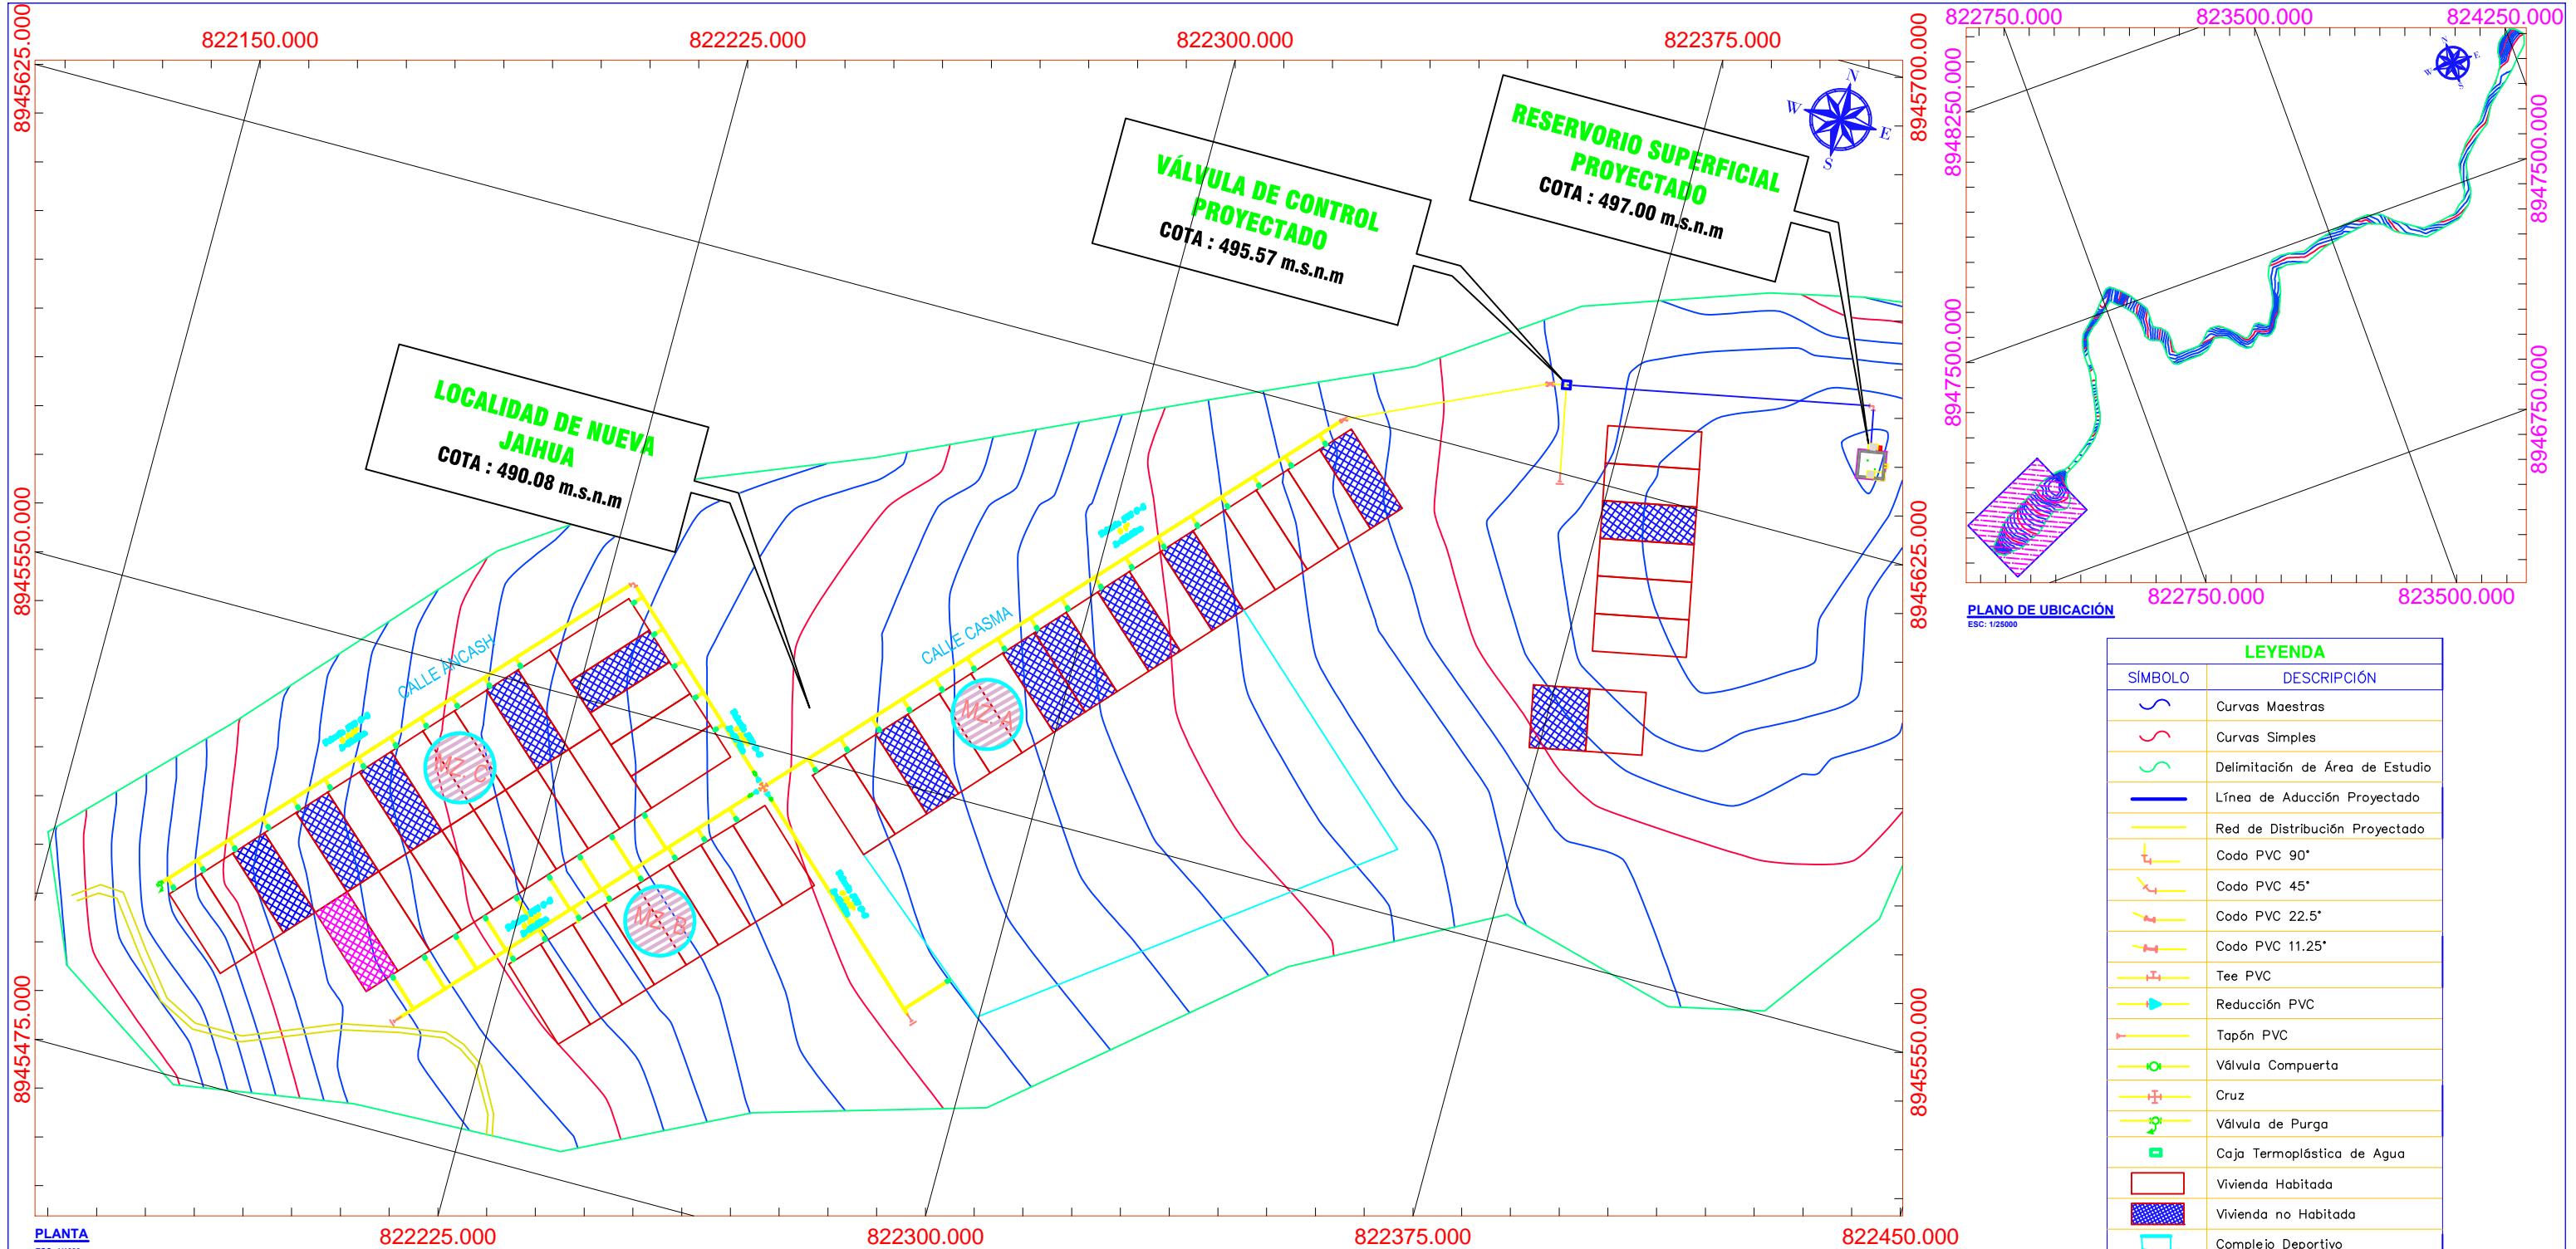 822150.000
822225.000
822300.000
822375.000
8945625.000
8945550.000
8945475.000
8945700.000
8945625.000
8945550.000
822225.000
822300.000
822375.000
822450.000
LOCALIDAD DE NUEVA
JAIHUA
COTA : 490.08 m.s.n.m
VÁLVULA DE CONTROL
PROYECTADO
COTA : 495.57 m.s.n.m
RESERVORIO SUPERFICIAL
PROYECTADO
COTA : 497.00 m.s.n.m
N
W
E
S
CALLE ANCASH
CALLE CASMA
MZ. C
MZ. A
MZ. B
PLANTA
822750.000
823500.000
824250.000
8948250.000
8947500.000
8947500.000
8946750.000
N
W
E
S
822750.000
823500.000
PLANO DE UBICACIÓN
ESC: 1/25000
LEYENDA
SÍMBOLO
DESCRIPCIÓN
Curvas Maestras
Curvas Simples
Delimitación de Área de Estudio
Línea de Aducción Proyectado
Red de Distribución Proyectado
Codo PVC 90°
Codo PVC 45°
Codo PVC 22.5°
Codo PVC 11.25°
Tee PVC
Reducción PVC
Tapón PVC
Válvula Compuerta
Cruz
Válvula de Purga
Caja Termoplástica de Agua
Vivienda Habitada
Vivienda no Habitada
Complejo Deportivo